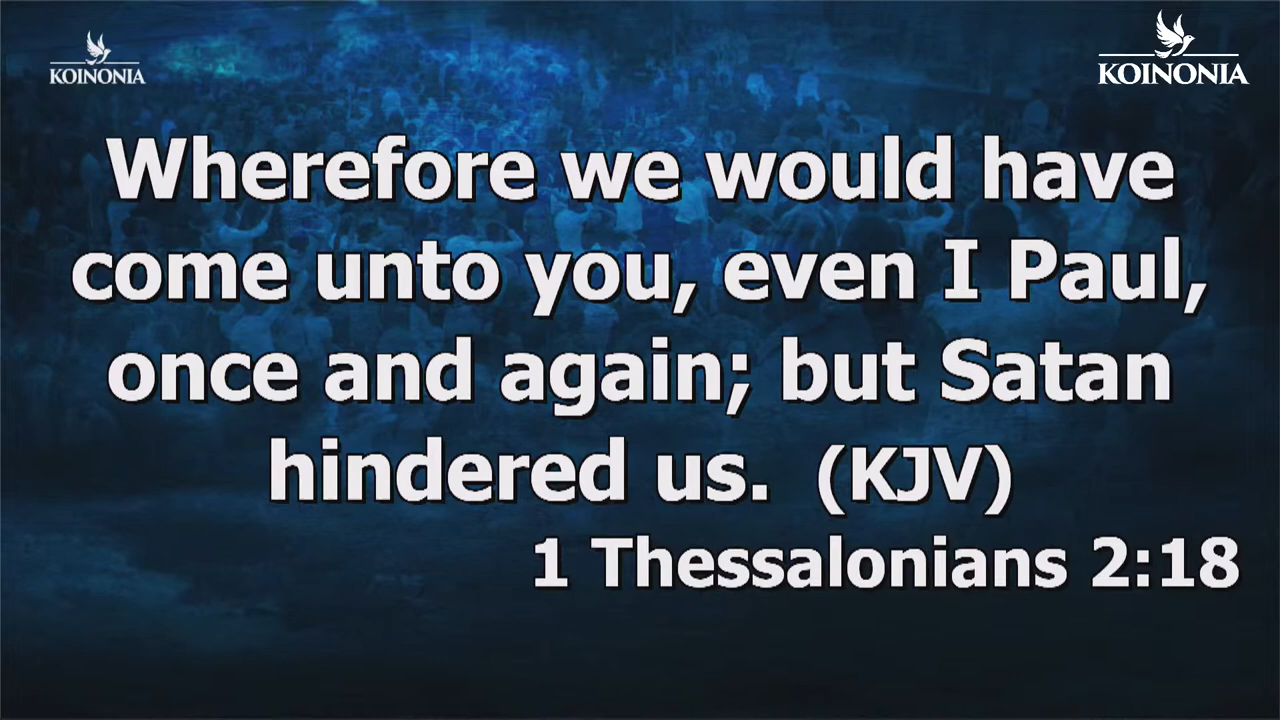 KOINONIA
KOINONIA
Wherefore we would have
come unto you, even I Paul,
once and again; but Satan
hindered us. (KJV)
1 Thessalonians 2:18